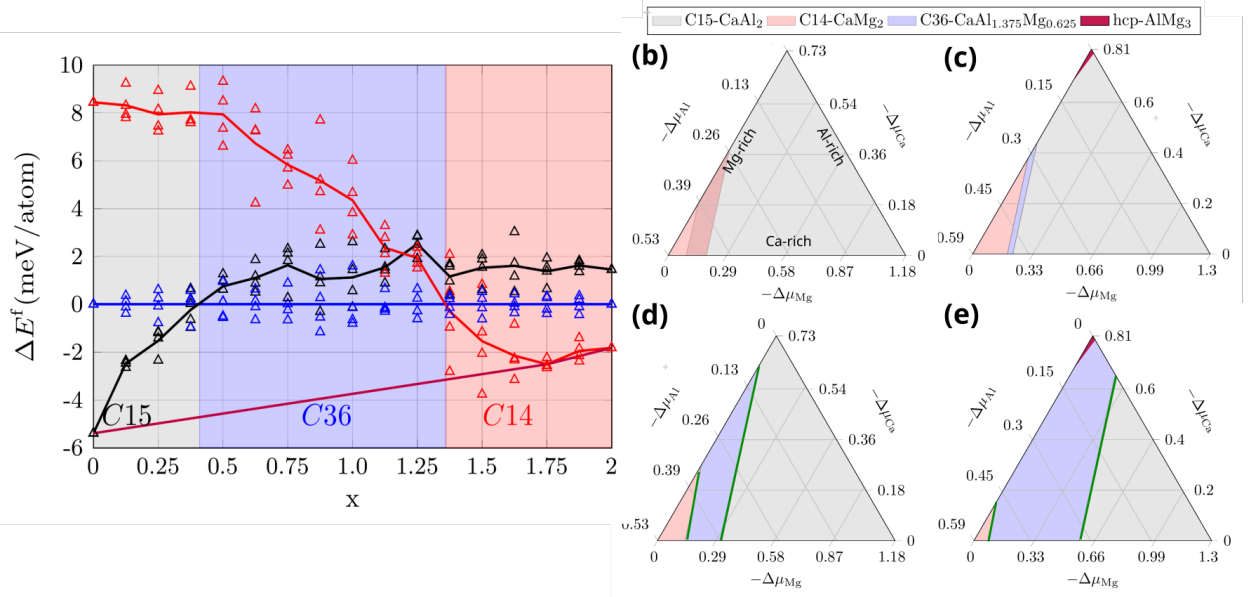 C15-CaAl₂ C14-CaMg₂ C36-CaAl₁.₃₇₅Mg₀.₆₂₅ hcp-AlMg₃
10
8
6
4
2
0
-2
-4
-6
ΔEᶠ (meV/atom)
C15 C36 C14
0 0.25 0.5 0.75 1.0 1.25 1.5 1.75 2
x
(b)
0.73
0.13
0.54
−Δμ_Al
−Δμ_Ca
0.26
Mg-rich
Al-rich
0.36
0.39
0.18
Ca-rich
0.53
0
0 0.29 0.58 0.87 1.18
−Δμ_Mg
(c)
0.81
0.15
0.6
−Δμ_Al
−Δμ_Ca
0.3
0.4
0.45
0.2
0.59
0
0 0.33 0.66 0.99 1.3
−Δμ_Mg
(d)
0
0.73
0.13
0.54
−Δμ_Al
−Δμ_Ca
0.26
0.36
0.39
0.18
0.53
0
0 0.29 0.58 0.87 1.18
−Δμ_Mg
(e)
0
0.81
0.15
0.6
−Δμ_Al
−Δμ_Ca
0.3
0.4
0.45
0.2
0.59
0
0 0.33 0.66 0.99 1.3
−Δμ_Mg